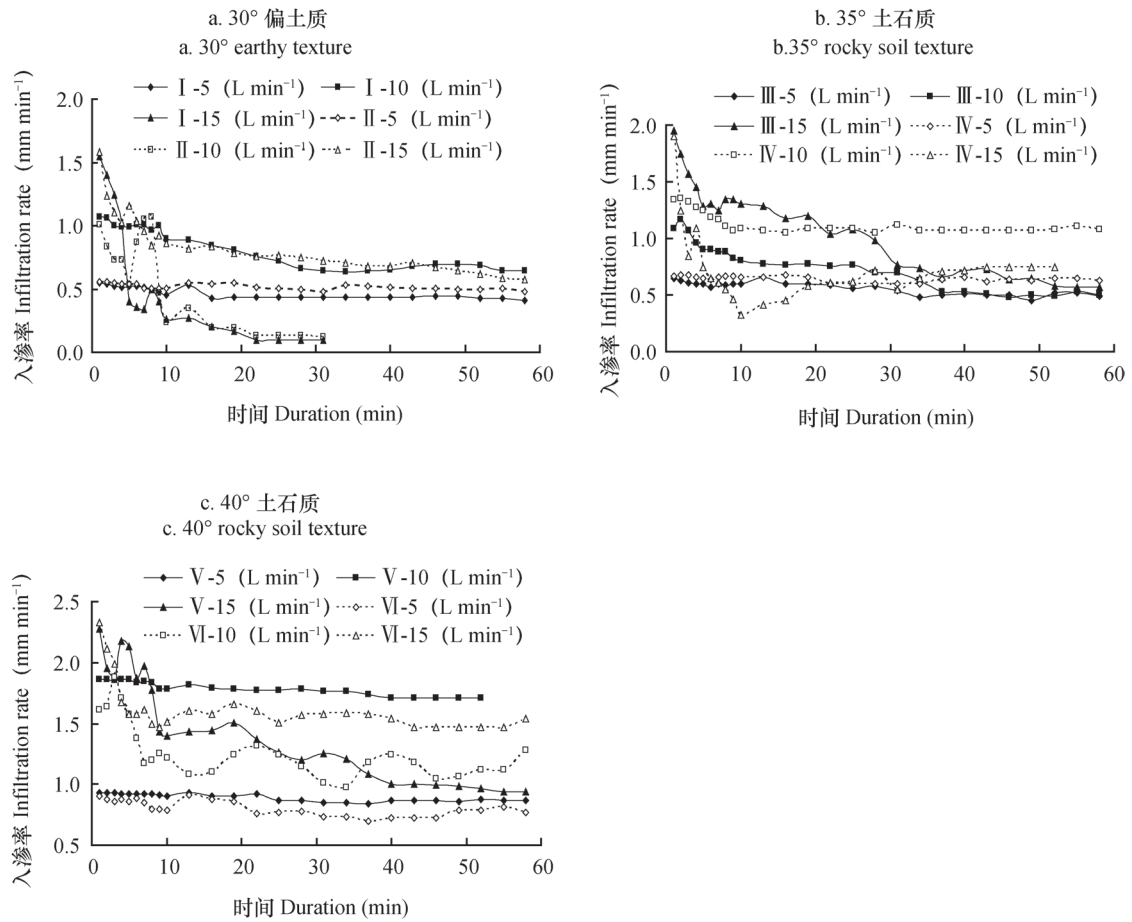 a. 30° 偏土质
a. 30° earthy texture
Ⅰ-5 (L min⁻¹) Ⅰ-10 (L min⁻¹)
Ⅰ-15 (L min⁻¹) Ⅱ-5 (L min⁻¹)
Ⅱ-10 (L min⁻¹) Ⅱ-15 (L min⁻¹)
入渗率 Infiltration rate (mm min⁻¹)
2.0
1.5
1.0
0.5
0.0
0 10 20 30 40 50 60
时间 Duration (min)
b. 35° 土石质
b.35° rocky soil texture
Ⅲ-5 (L min⁻¹) Ⅲ-10 (L min⁻¹)
Ⅲ-15 (L min⁻¹) Ⅳ-5 (L min⁻¹)
Ⅳ-10 (L min⁻¹) Ⅳ-15 (L min⁻¹)
入渗率 Infiltration rate (mm min⁻¹)
2.0
1.5
1.0
0.5
0.0
0 10 20 30 40 50 60
时间 Duration (min)
c. 40° 土石质
c. 40° rocky soil texture
Ⅴ-5 (L min⁻¹) Ⅴ-10 (L min⁻¹)
Ⅴ-15 (L min⁻¹) Ⅵ-5 (L min⁻¹)
Ⅵ-10 (L min⁻¹) Ⅵ-15 (L min⁻¹)
入渗率 Infiltration rate (mm min⁻¹)
2.5
2.0
1.5
1.0
0.5
0 10 20 30 40 50 60
时间 Duration (min)